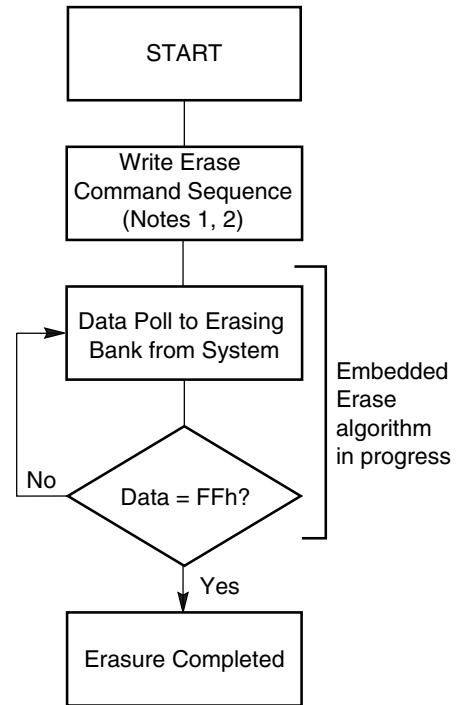 START
Write Erase
Command Sequence
(Notes 1, 2)
Data Poll to Erasing
Bank from System
Embedded
Erase
algorithm
in progress
No
Data = FFh?
Yes
Erasure Completed